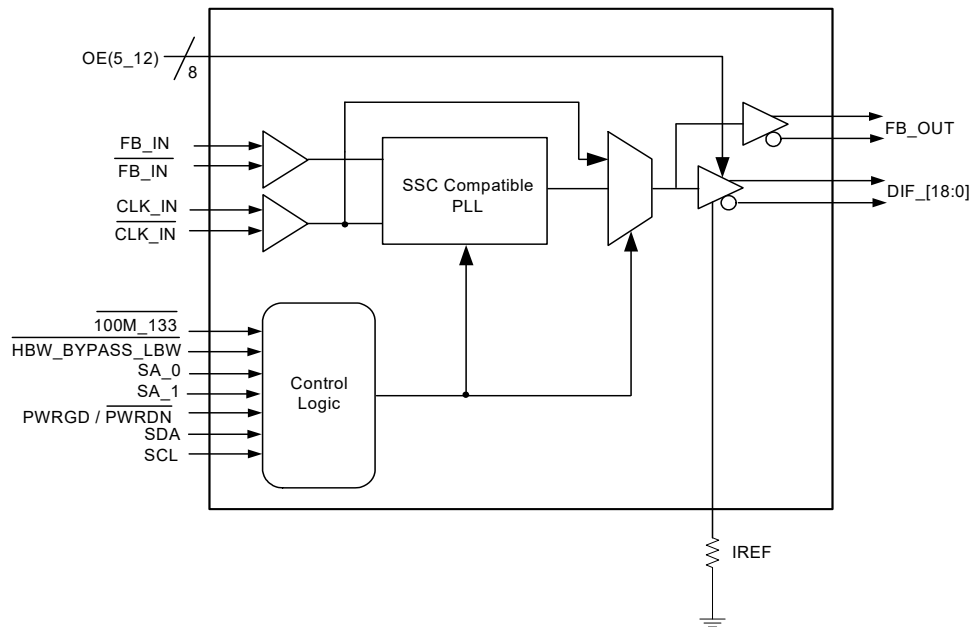 OE(5_12)
8
FB_IN
FB_IN
CLK_IN
CLK_IN
SSC Compatible
PLL
FB_OUT
DIF_[18:0]
100M_133
HBW_BYPASS_LBW
SA_0
SA_1
PWRGD / PWRDN
SDA
SCL
Control
Logic
IREF